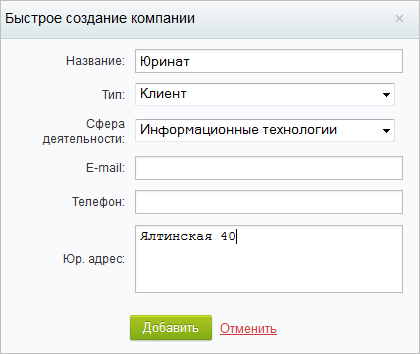 Быстрое создание компании
Название: Юринат
Тип: Клиент
Сфера
деятельности: Информационные технологии
E-mail:
Телефон:
Юр. адрес: Ялтинская 40
Добавить Отменить